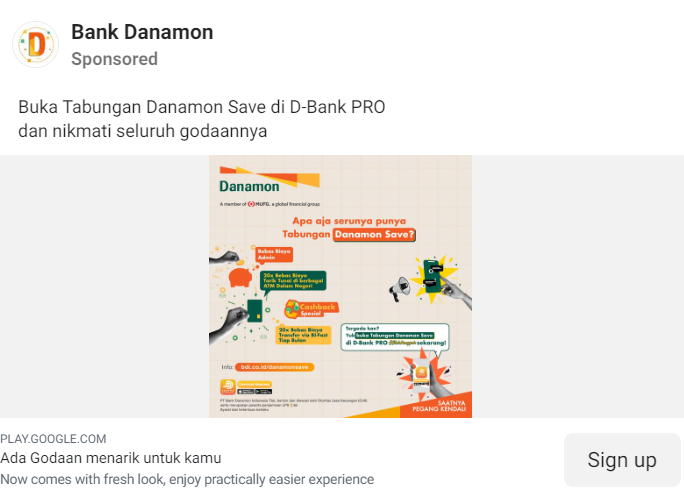 Bank Danamon
Sponsored
Buka Tabungan Danamon Save di D-Bank PRO
dan nikmati seluruh godaannya
Danamon
A member of MUFG, a global financial group
Apa aja serunya punya
Tabungan Danamon Save?
Bebas Biaya
Admin
20x Bebas Biaya
Tarik Tunai di berbagai
ATM Dalam Negeri
Cashback
Spesial
20x Bebas Biaya
Transfer via BI-Fast
Tiap Bulan
Tergoda kan?
Yuk buka Tabungan Danamon Save
di D-Bank PRO sekarang!
Info: bdi.co.id/danamonsave
SAATNYA
PEGANG KENDALI
PLAY.GOOGLE.COM
Ada Godaan menarik untuk kamu
Now comes with fresh look, enjoy practically easier experience
Sign up